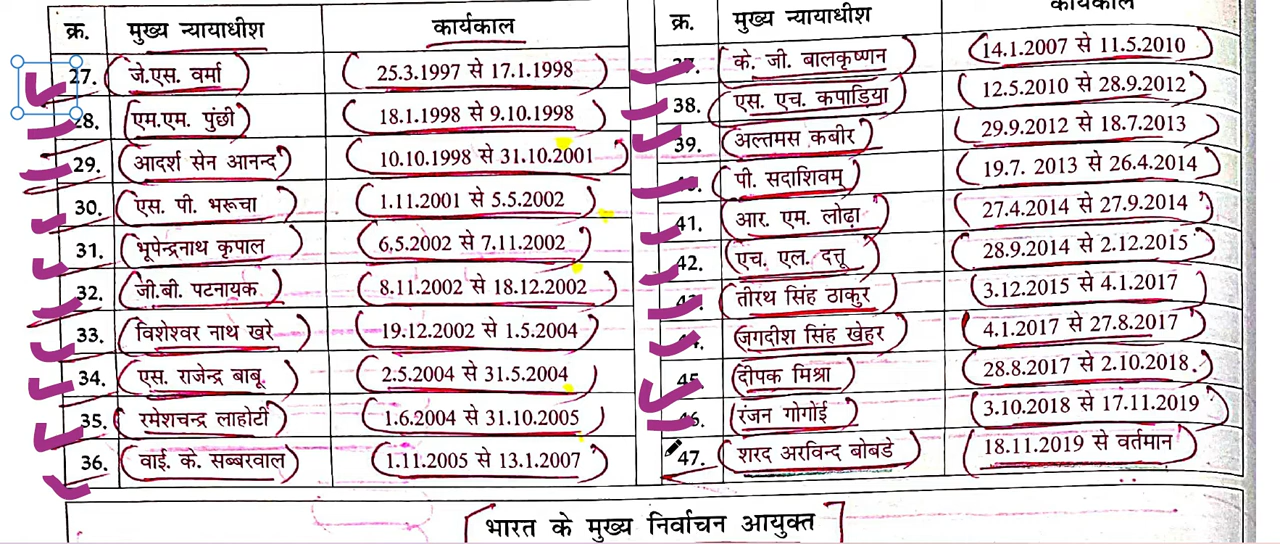 क्र. मुख्य न्यायाधीश कार्यकाल
27. जे.एस. वर्मा 25.3.1997 से 17.1.1998
28. एम.एम. पुंछी 18.1.1998 से 9.10.1998
29. आदर्श सेन आनन्द 10.10.1998 से 31.10.2001
30. एस. पी. भरूचा 1.11.2001 से 5.5.2002
31. भूपेन्द्रनाथ कृपाल 6.5.2002 से 7.11.2002
32. जी.बी. पटनायक 8.11.2002 से 18.12.2002
33. विशेश्वर नाथ खरे 19.12.2002 से 1.5.2004
34. एस. राजेन्द्र बाबू 2.5.2004 से 31.5.2004
35. रमेशचन्द्र लाहोटी 1.6.2004 से 31.10.2005
36. वाई. के. सब्बरवाल 1.11.2005 से 13.1.2007
क्र. मुख्य न्यायाधीश कार्यकाल
37. के. जी. बालकृष्णन 14.1.2007 से 11.5.2010
38. एस. एच. कपाड़िया 12.5.2010 से 28.9.2012
39. अल्तमस कबीर 29.9.2012 से 18.7.2013
40. पी. सदाशिवम् 19.7. 2013 से 26.4.2014
41. आर. एम. लोढ़ा 27.4.2014 से 27.9.2014
42. एच. एल. दत्तू 28.9.2014 से 2.12.2015
43. तीरथ सिंह ठाकुर 3.12.2015 से 4.1.2017
44. जगदीश सिंह खेहर 4.1.2017 से 27.8.2017
45. दीपक मिश्रा 28.8.2017 से 2.10.2018
46. रंजन गोगोई 3.10.2018 से 17.11.2019
47. शरद अरविन्द बोबडे 18.11.2019 से वर्तमान
भारत के मुख्य निर्वाचन आयुक्त